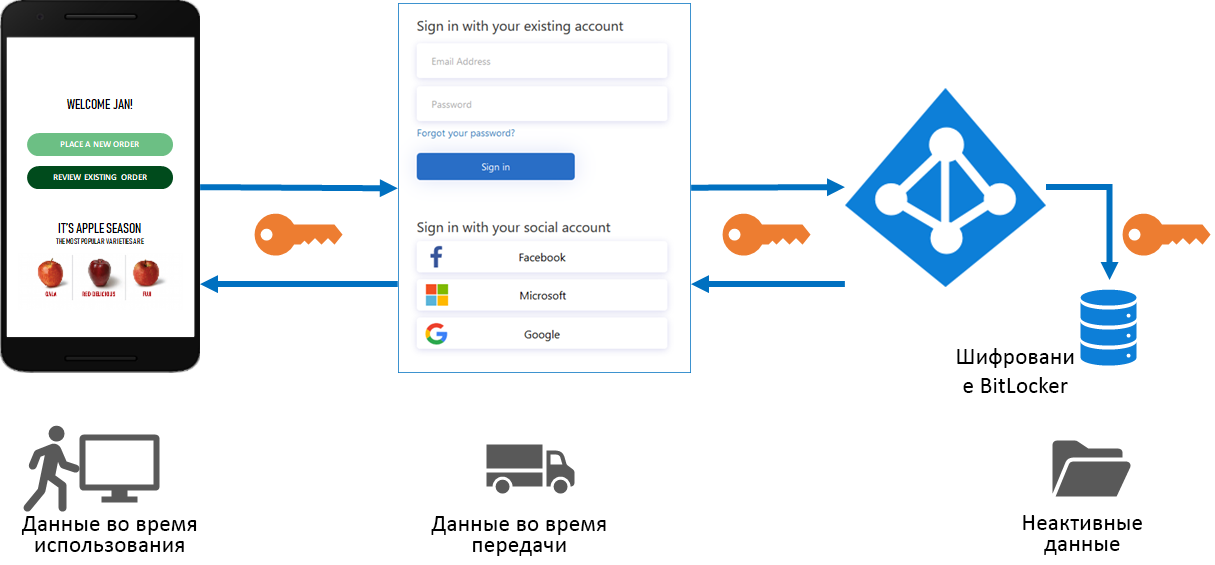 WELCOME JAN!
PLACE A NEW ORDER
REVIEW EXISTING ORDER
IT'S APPLE SEASON
THE MOST POPULAR VARIETIES ARE
GALA
RED DELICIOUS
FUJI
Sign in with your existing account
Email Address
Password
Forgot your password?
Sign in
Sign in with your social account
Facebook
Microsoft
Google
Шифровани
е BitLocker
Данные во время
использования
Данные во время
передачи
Неактивные
данные